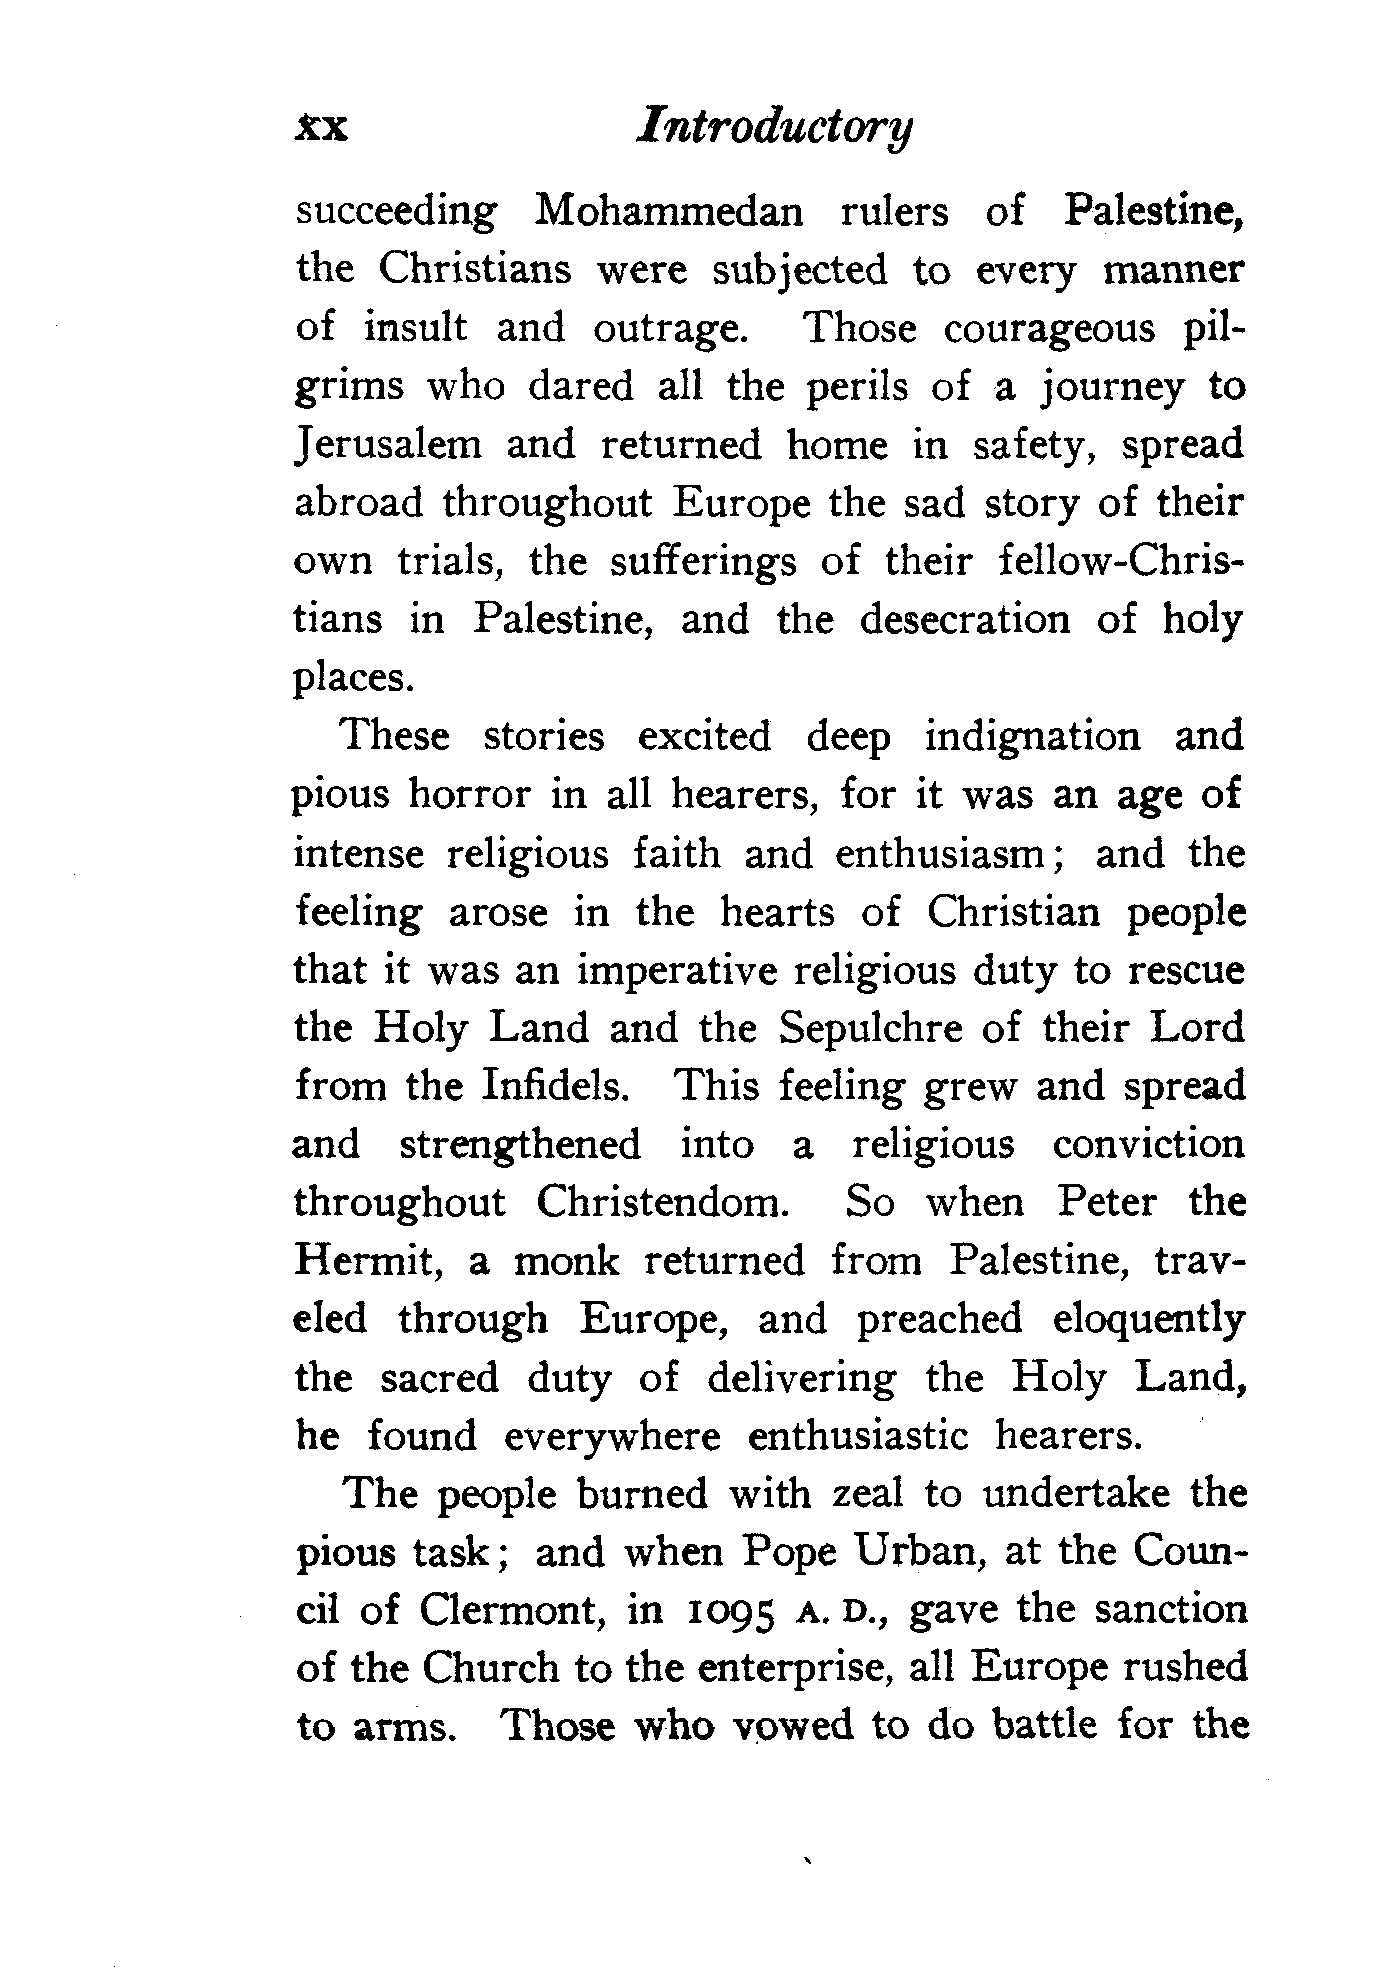 xx Introductory
succeeding Mohammedan rulers of Palestine,
the Christians were subjected to every manner
of insult and outrage. Those courageous pil-
grims who dared all the perils of a journey to
Jerusalem and returned home in safety, spread
abroad throughout Europe the sad story of their
own trials, the sufferings of their fellow-Chris-
tians in Palestine, and the desecration of holy
places.
These stories excited deep indignation and
pious horror in all hearers, for it was an age of
intense religious faith and enthusiasm; and the
feeling arose in the hearts of Christian people
that it was an imperative religious duty to rescue
the Holy Land and the Sepulchre of their Lord
from the Infidels. This feeling grew and spread
and strengthened into a religious conviction
throughout Christendom. So when Peter the
Hermit, a monk returned from Palestine, trav-
eled through Europe, and preached eloquently
the sacred duty of delivering the Holy Land,
he found everywhere enthusiastic hearers.
The people burned with zeal to undertake the
pious task; and when Pope Urban, at the Coun-
cil of Clermont, in 1095 A. D., gave the sanction
of the Church to the enterprise, all Europe rushed
to arms. Those who vowed to do battle for the